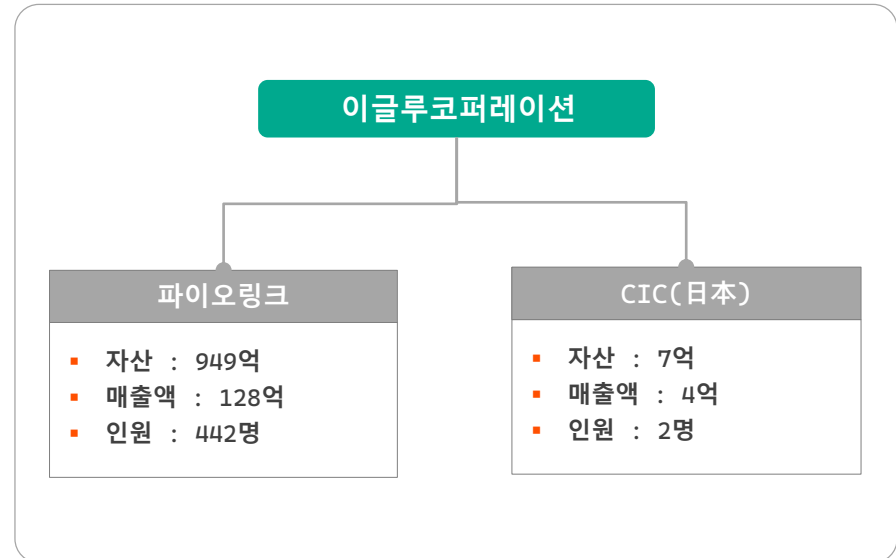 이글루코퍼레이션
파이오링크
▪ 자산 : 949억
▪ 매출액 : 128억
▪ 인원 : 442명
CIC(日本)
▪ 자산 : 7억
▪ 매출액 : 4억
▪ 인원 : 2명